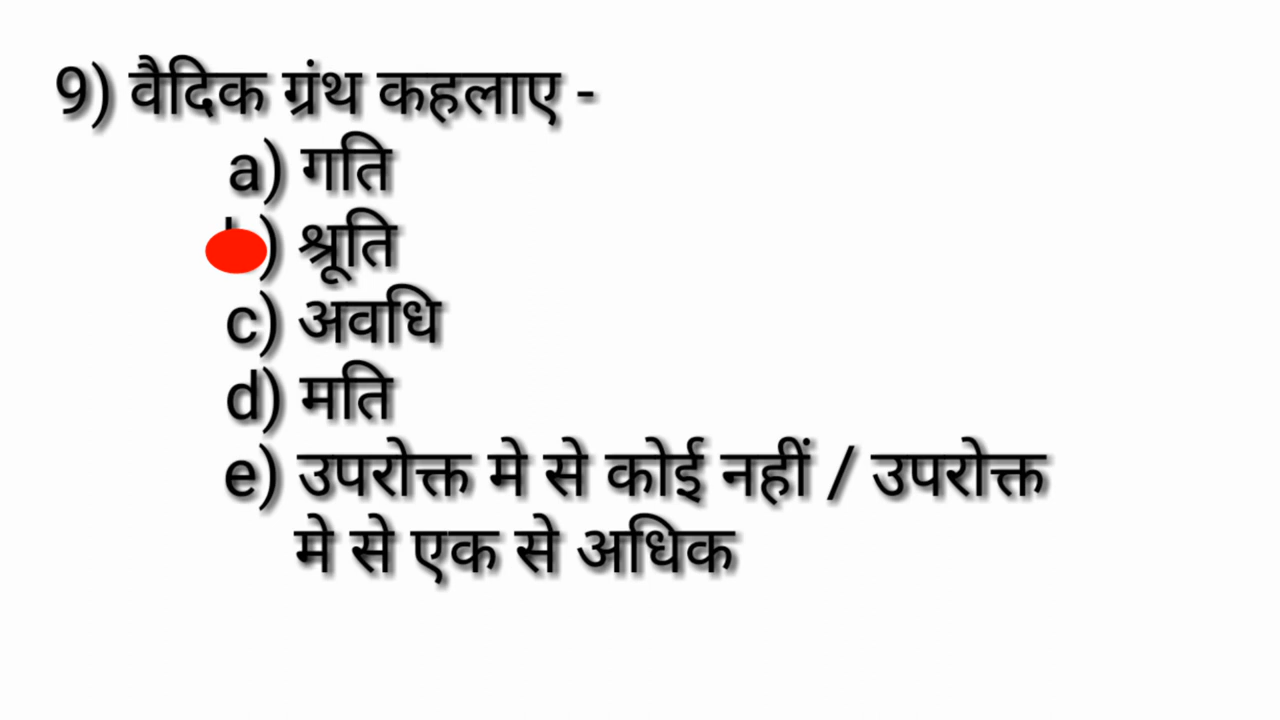 9) वैदिक ग्रंथ कहलाए -
a) गति
) श्रूति
c) अवधि
d) मति
e) उपरोक्त मे से कोई नहीं / उपरोक्त
मे से एक से अधिक